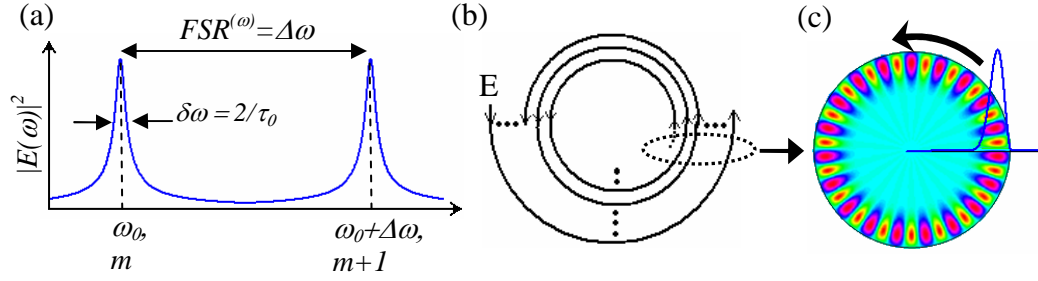 (a)
FSR^(ω)=Δω
|E(ω)|²
δω = 2/τ₀
ω₀,
m
ω₀+Δω,
m+1
(b)
E
(c)